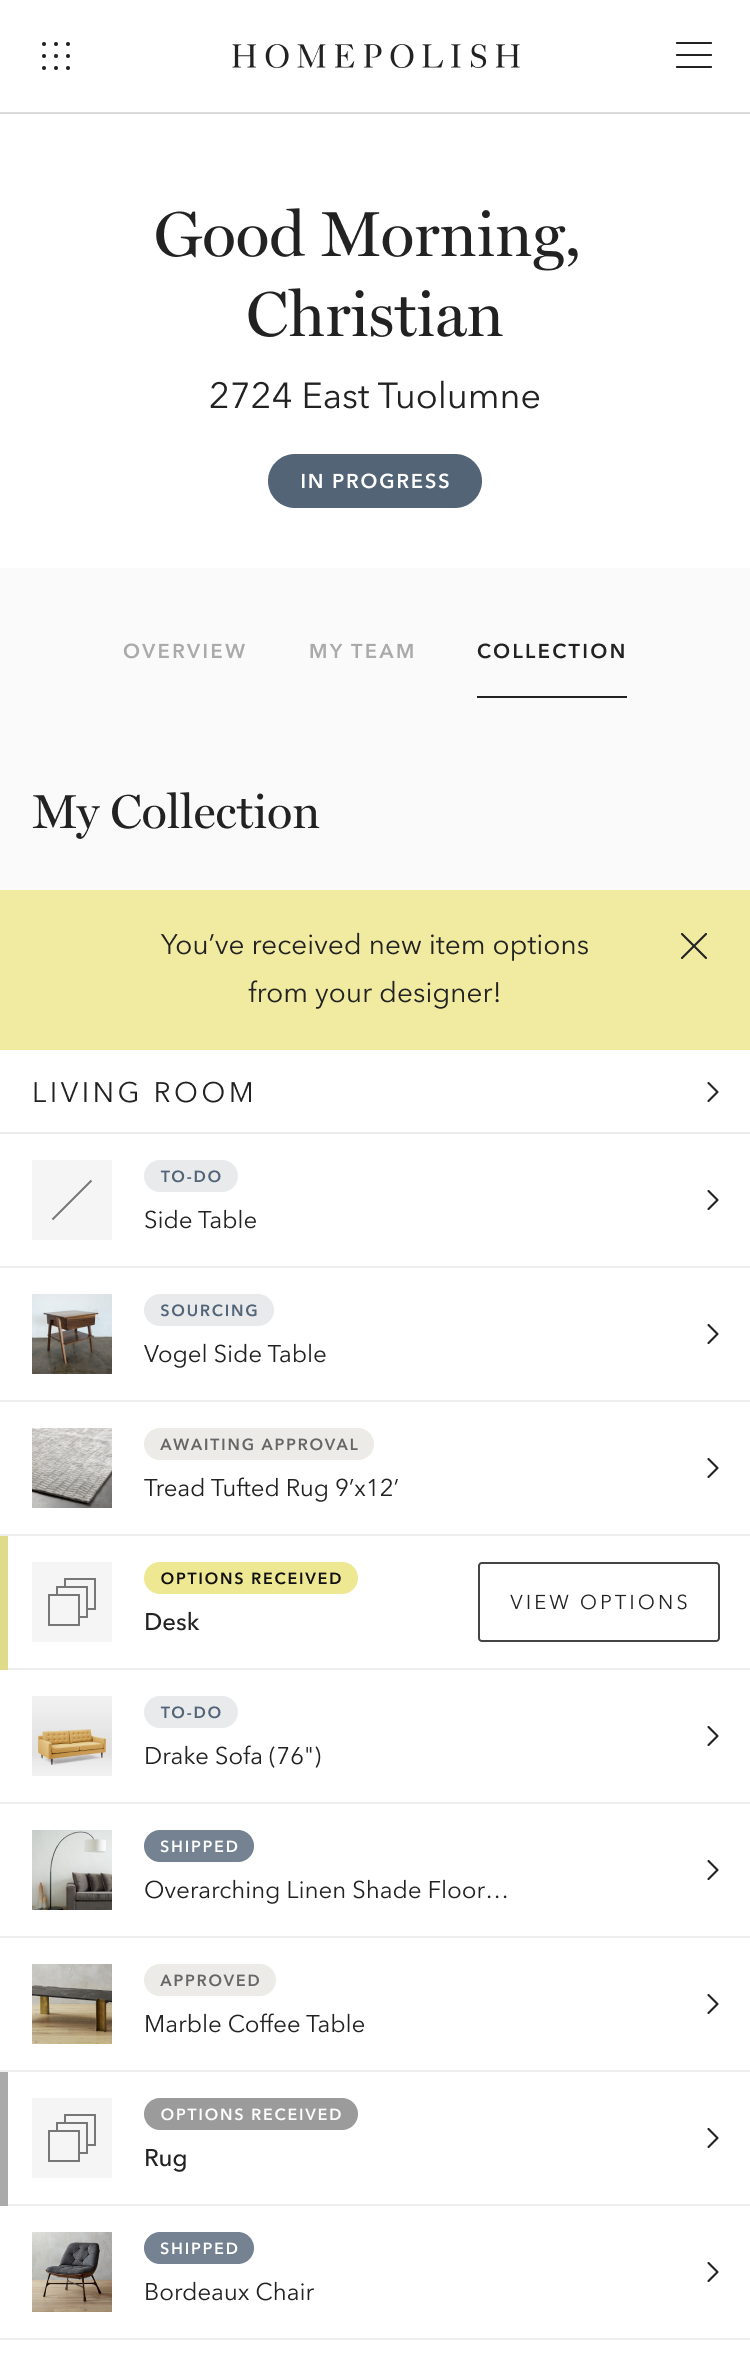 HOMEPOLISH
Good Morning,
Christian
2724 East Tuolumne
IN PROGRESS
OVERVIEW MY TEAM COLLECTION
My Collection
You’ve received new item options
from your designer!
LIVING ROOM
TO-DO
Side Table
SOURCING
Vogel Side Table
AWAITING APPROVAL
Tread Tufted Rug 9’x12’
OPTIONS RECEIVED
Desk
VIEW OPTIONS
TO-DO
Drake Sofa (76")
SHIPPED
Overarching Linen Shade Floor...
APPROVED
Marble Coffee Table
OPTIONS RECEIVED
Rug
SHIPPED
Bordeaux Chair